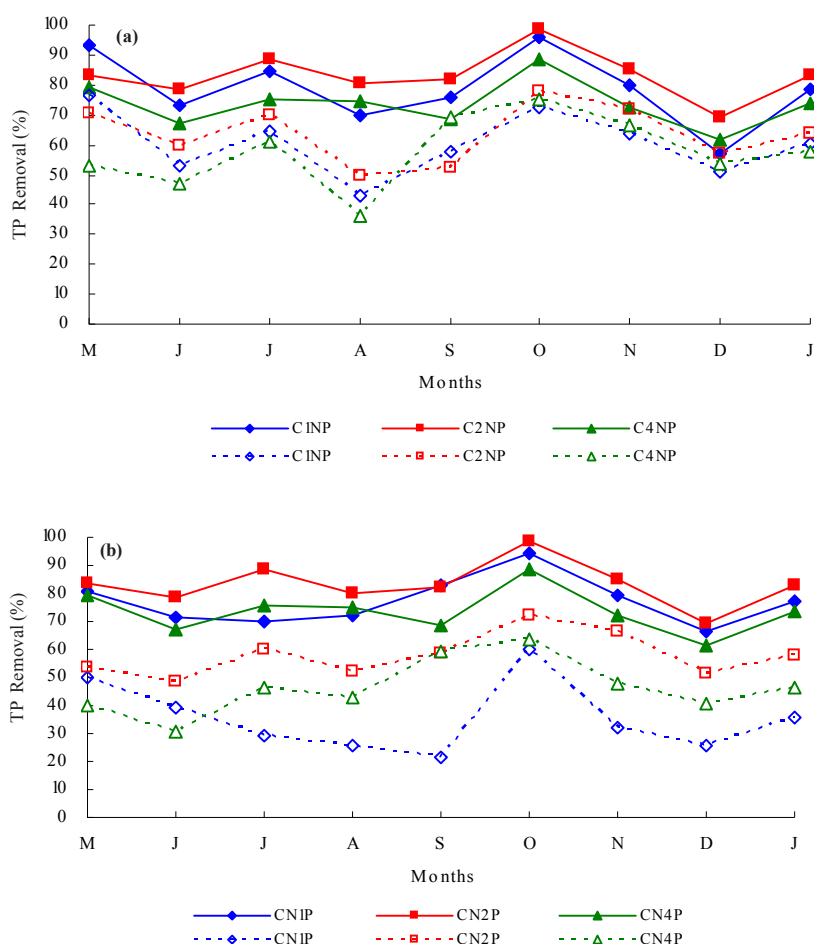 100
(a)
90
80
70
60
50
40
30
20
10
0
TP Removal (%)
M J J A S O N D J
Months
C1NP C2NP C4NP
C1NP C2NP C4NP
100
(b)
90
80
70
60
50
40
30
20
10
0
TP Removal (%)
M J J A S O N D J
Months
CN1P CN2P CN4P
CN1P CN2P CN4P